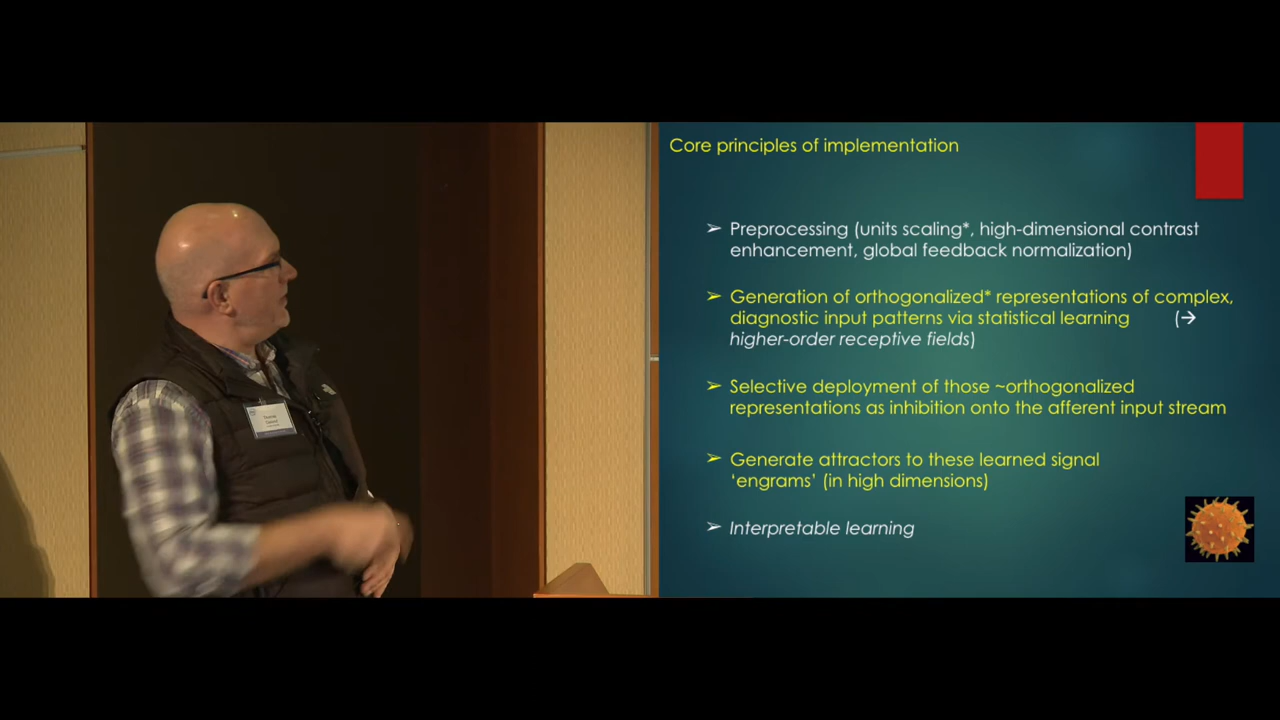 Core principles of implementation
➢ Preprocessing (units scaling*, high-dimensional contrast
enhancement, global feedback normalization)
➢ Generation of orthogonalized* representations of complex,
diagnostic input patterns via statistical learning (→
higher-order receptive fields)
➢ Selective deployment of those ~orthogonalized
representations as inhibition onto the afferent input stream
➢ Generate attractors to these learned signal
‘engrams’ (in high dimensions)
➢ Interpretable learning
Thomas